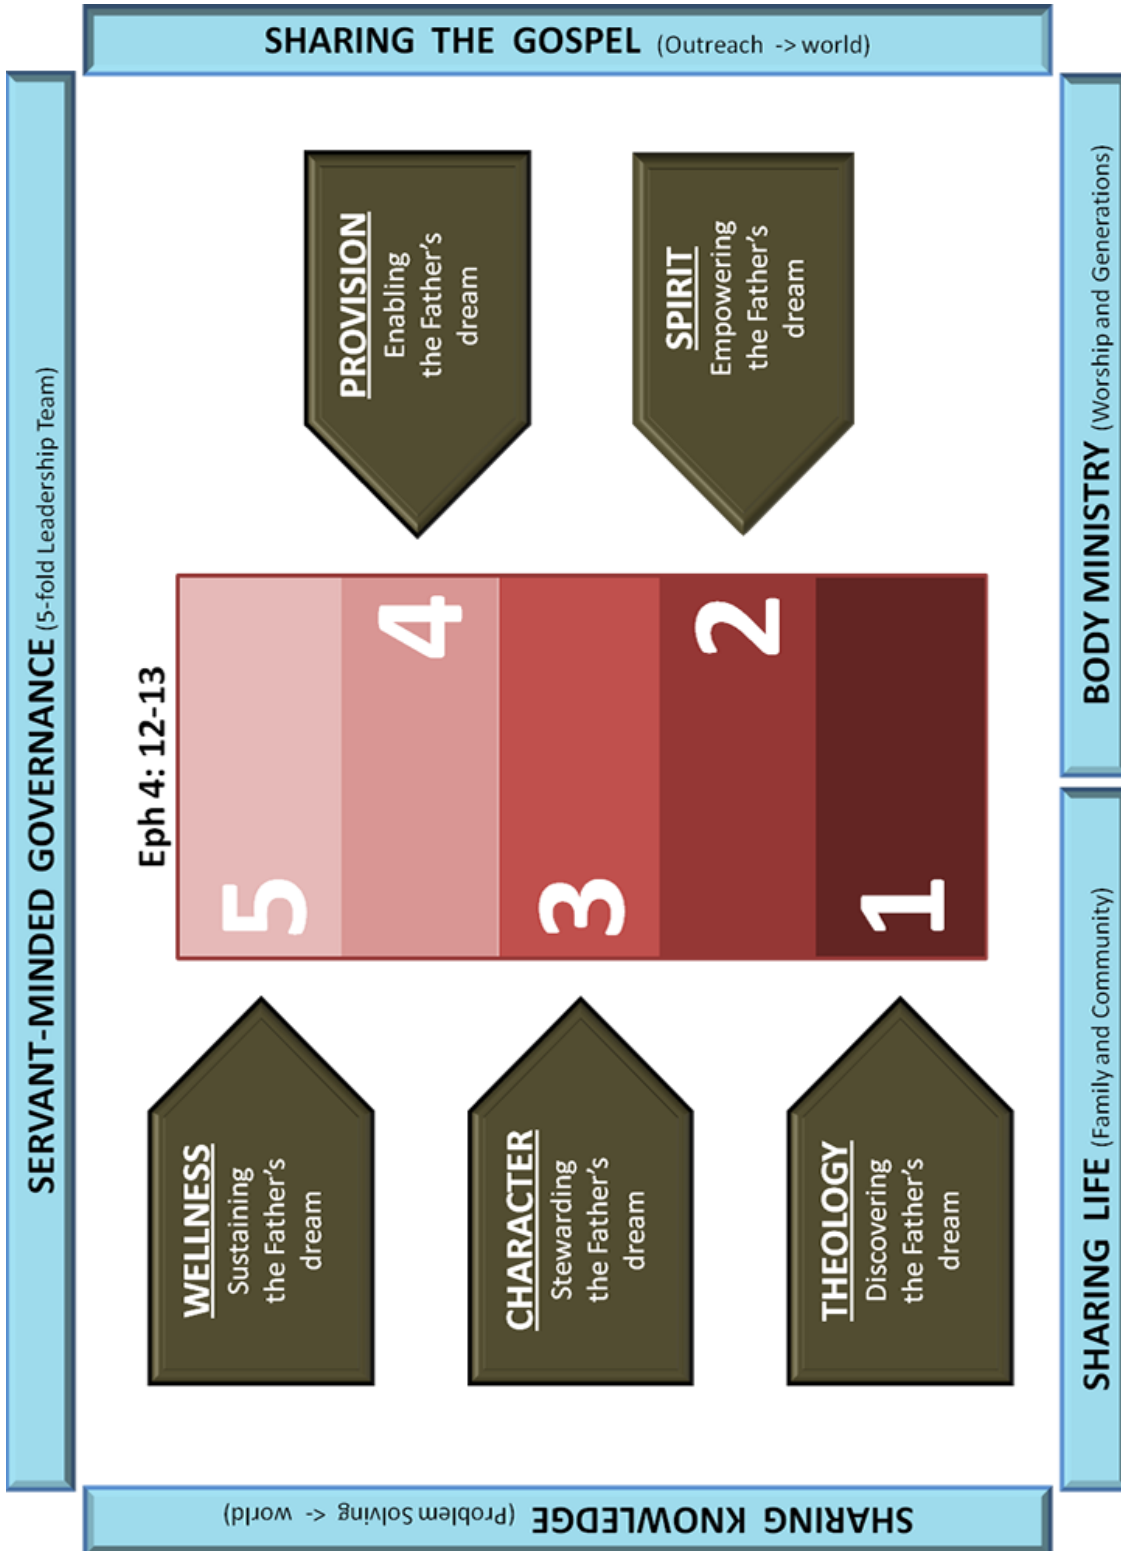 SERVANT-MINDED GOVERNANCE (5-fold Leadership Team)
SHARING KNOWLEDGE (Problem Solving <- world)
SHARING THE GOSPEL (Outreach -> world)
Eph 4: 12-13
WELLNESS
Sustaining
the Father's
dream
5
4
PROVISION
Enabling
the Father's
dream
CHARACTER
Stewarding
the Father's
dream
3
2
SPIRIT
Empowering
the Father's
dream
THEOLOGY
Discovering
the Father's
dream
1
SHARING LIFE (Family and Community)
BODY MINISTRY (Worship and Generations)